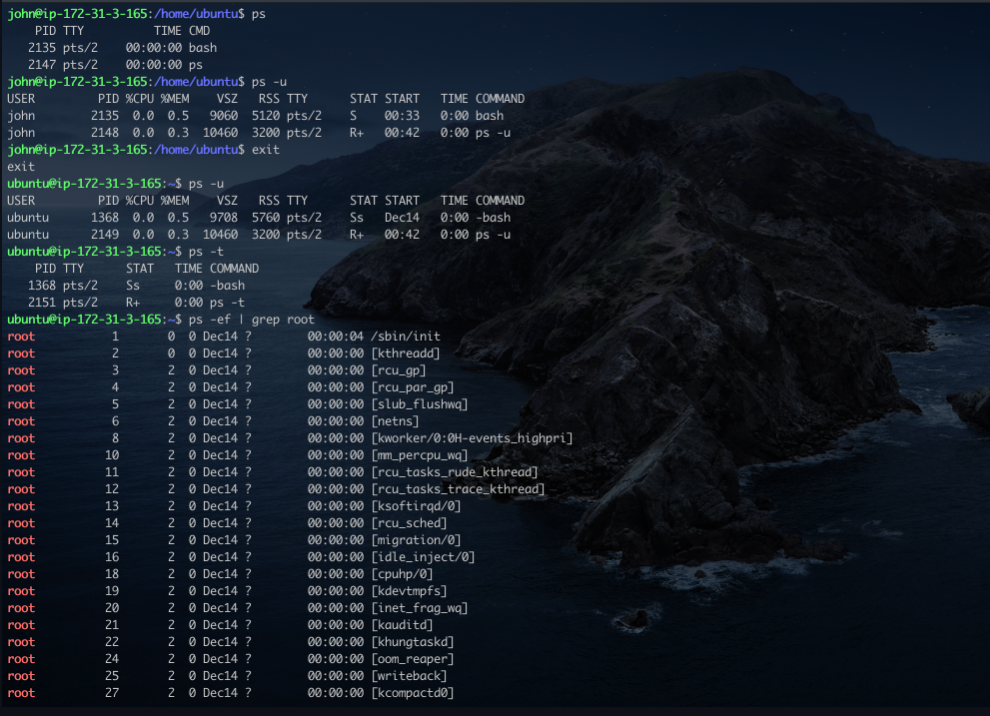 john@ip-172-31-3-165:/home/ubuntu$ ps
    PID TTY          TIME CMD
   2135 pts/2    00:00:00 bash
   2147 pts/2    00:00:00 ps
john@ip-172-31-3-165:/home/ubuntu$ ps -u
USER         PID %CPU %MEM    VSZ   RSS TTY      STAT START   TIME COMMAND
john        2135  0.0  0.5   9060  5120 pts/2    S    00:33   0:00 bash
john        2148  0.0  0.3  10460  3200 pts/2    R+   00:42   0:00 ps -u
john@ip-172-31-3-165:/home/ubuntu$ exit
exit
ubuntu@ip-172-31-3-165:~$ ps -u
USER         PID %CPU %MEM    VSZ   RSS TTY      STAT START   TIME COMMAND
ubuntu      1368  0.0  0.5   9708  5760 pts/2    Ss   Dec14   0:00 -bash
ubuntu      2149  0.0  0.3  10460  3200 pts/2    R+   00:42   0:00 ps -u
ubuntu@ip-172-31-3-165:~$ ps -t
    PID TTY      STAT   TIME COMMAND
   1368 pts/2    Ss     0:00 -bash
   2151 pts/2    R+     0:00 ps -t
ubuntu@ip-172-31-3-165:~$ ps -ef | grep root
root           1       0  0 Dec14 ?        00:00:04 /sbin/init
root           2       0  0 Dec14 ?        00:00:00 [kthreadd]
root           3       2  0 Dec14 ?        00:00:00 [rcu_gp]
root           4       2  0 Dec14 ?        00:00:00 [rcu_par_gp]
root           5       2  0 Dec14 ?        00:00:00 [slub_flushwq]
root           6       2  0 Dec14 ?        00:00:00 [netns]
root           8       2  0 Dec14 ?        00:00:00 [kworker/0:0H-events_highpri]
root          10       2  0 Dec14 ?        00:00:00 [mm_percpu_wq]
root          11       2  0 Dec14 ?        00:00:00 [rcu_tasks_rude_kthread]
root          12       2  0 Dec14 ?        00:00:00 [rcu_tasks_trace_kthread]
root          13       2  0 Dec14 ?        00:00:00 [ksoftirqd/0]
root          14       2  0 Dec14 ?        00:00:00 [rcu_sched]
root          15       2  0 Dec14 ?        00:00:00 [migration/0]
root          16       2  0 Dec14 ?        00:00:00 [idle_inject/0]
root          18       2  0 Dec14 ?        00:00:00 [cpuhp/0]
root          19       2  0 Dec14 ?        00:00:00 [kdevtmpfs]
root          20       2  0 Dec14 ?        00:00:00 [inet_frag_wq]
root          21       2  0 Dec14 ?        00:00:00 [kauditd]
root          22       2  0 Dec14 ?        00:00:00 [khungtaskd]
root          24       2  0 Dec14 ?        00:00:00 [oom_reaper]
root          25       2  0 Dec14 ?        00:00:00 [writeback]
root          27       2  0 Dec14 ?        00:00:00 [kcompactd0]